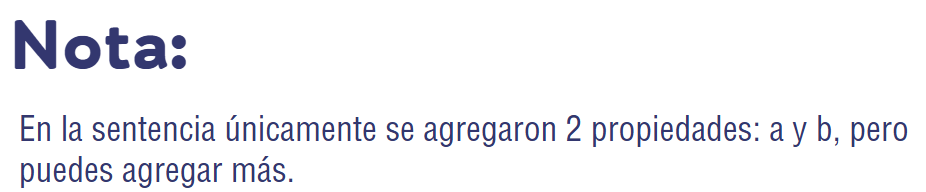 Nota:
En la sentencia únicamente se agregaron 2 propiedades: a y b, pero
puedes agregar más.